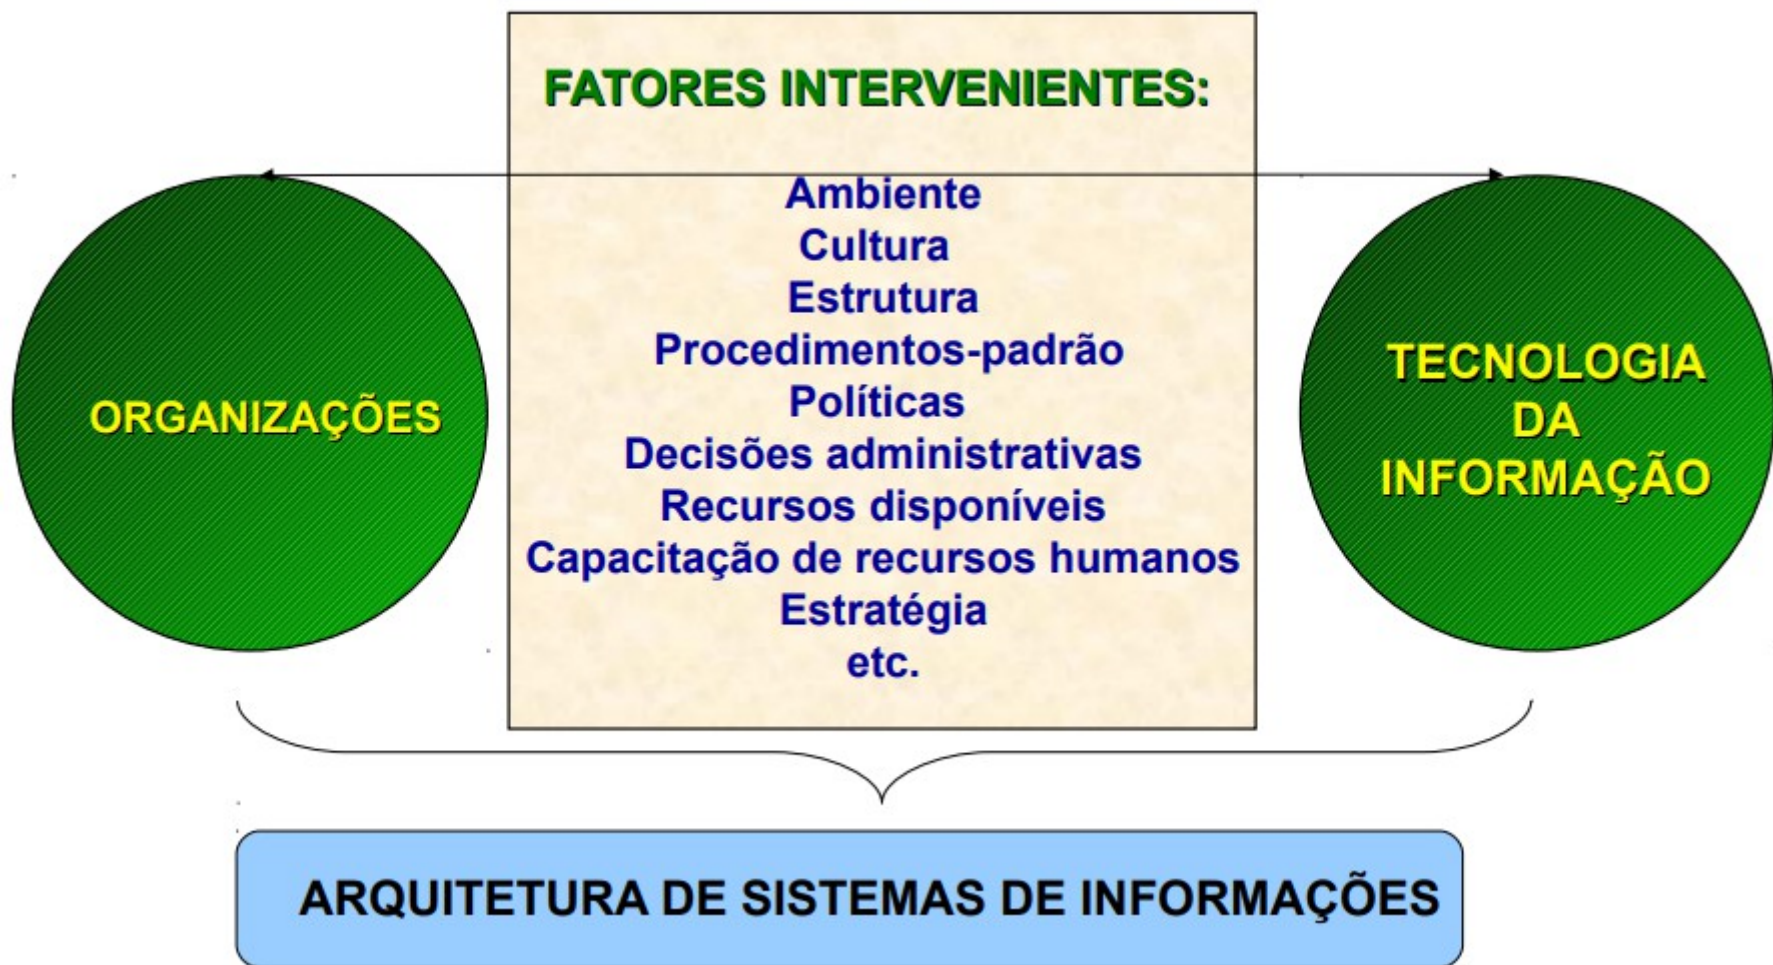 FATORES INTERVENIENTES:
Ambiente
Cultura
Estrutura
Procedimentos-padrão
Políticas
Decisões administrativas
Recursos disponíveis
Capacitação de recursos humanos
Estratégia
etc.
ORGANIZAÇÕES
TECNOLOGIA
DA
INFORMAÇÃO
ARQUITETURA DE SISTEMAS DE INFORMAÇÕES